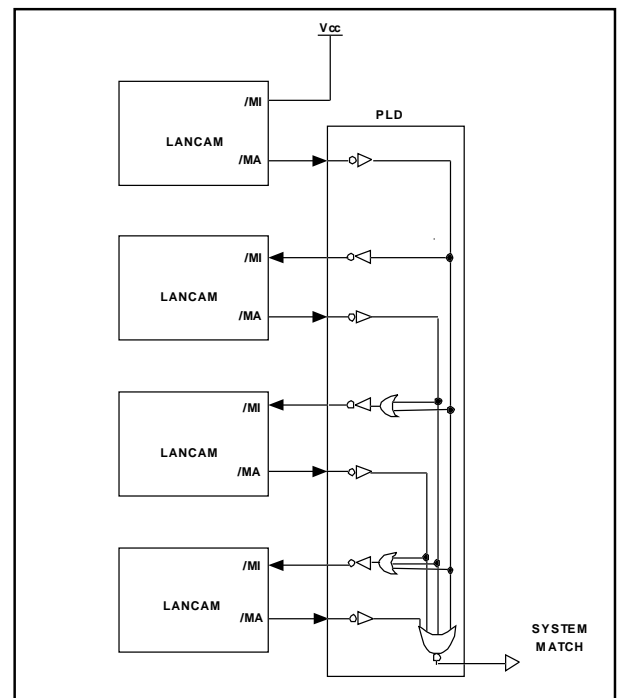 Vcc
/MI
PLD
LANCAM
/MA
/MI
LANCAM
/MA
/MI
LANCAM
/MA
/MI
LANCAM
/MA
SYSTEM
MATCH